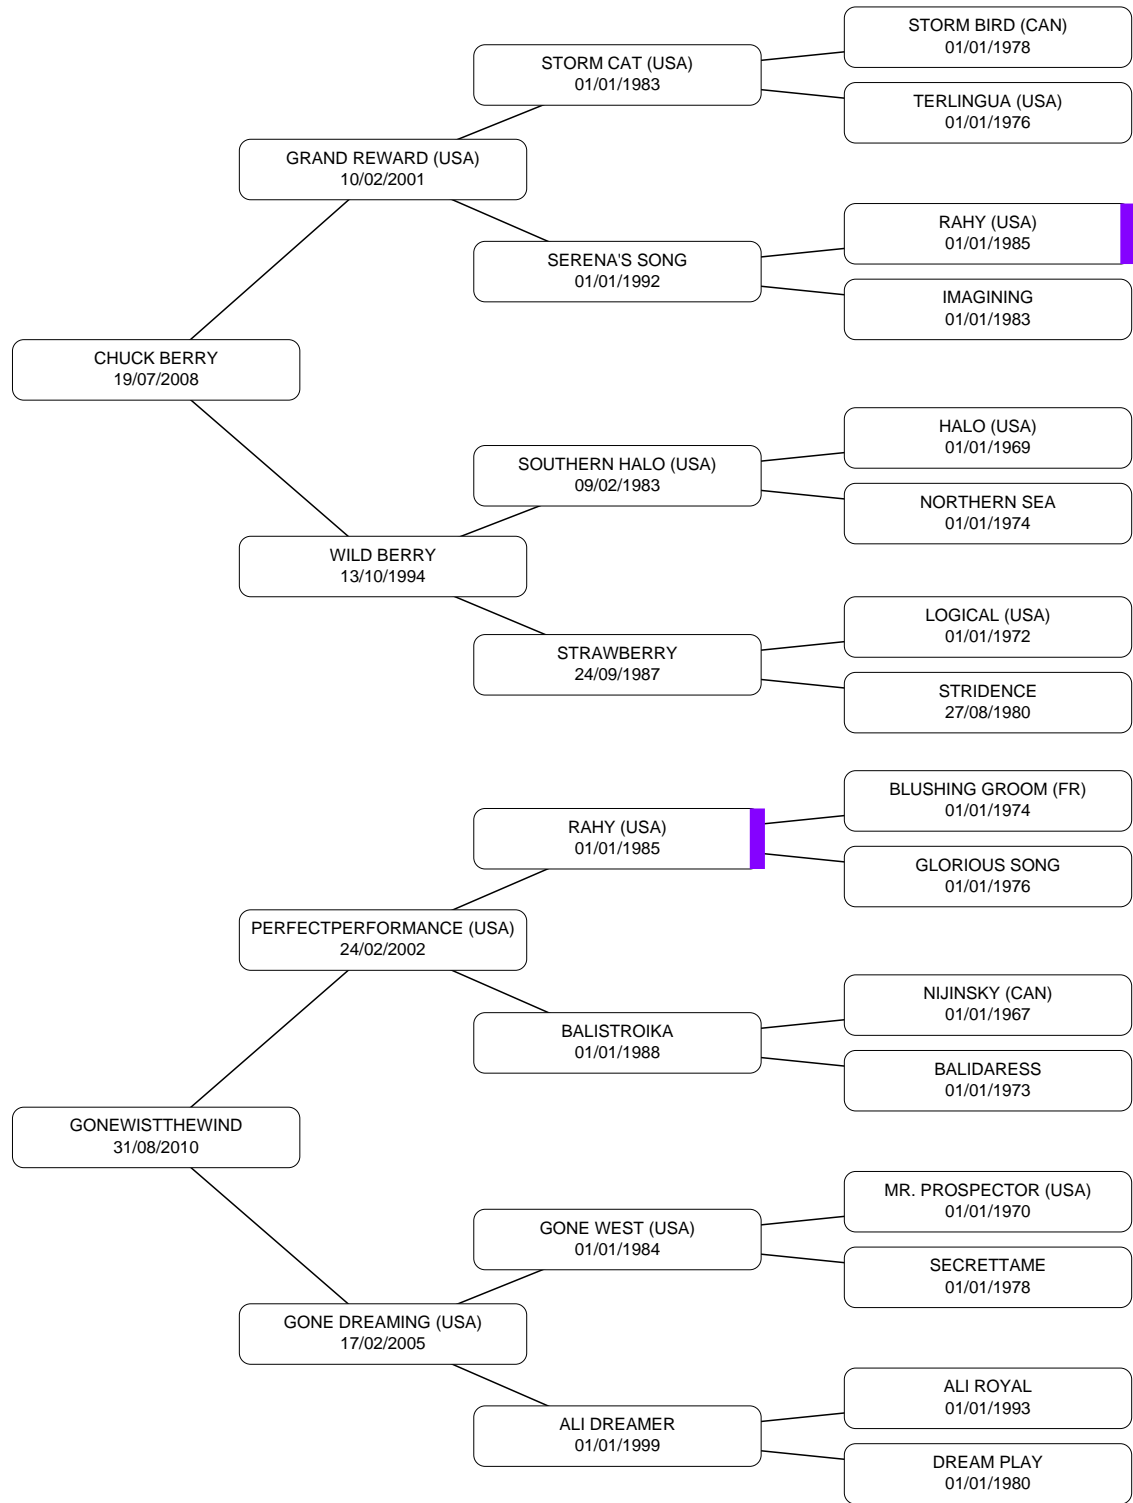 STORM BIRD (CAN)
01/01/1978
STORM CAT (USA)
01/01/1983
TERLINGUA (USA)
01/01/1976
GRAND REWARD (USA)
10/02/2001
RAHY (USA)
01/01/1985
SERENA'S SONG
01/01/1992
IMAGINING
01/01/1983
CHUCK BERRY
19/07/2008
HALO (USA)
01/01/1969
SOUTHERN HALO (USA)
09/02/1983
NORTHERN SEA
01/01/1974
WILD BERRY
13/10/1994
LOGICAL (USA)
01/01/1972
STRAWBERRY
24/09/1987
STRIDENCE
27/08/1980
BLUSHING GROOM (FR)
01/01/1974
RAHY (USA)
01/01/1985
GLORIOUS SONG
01/01/1976
PERFECTPERFORMANCE (USA)
24/02/2002
NIJINSKY (CAN)
01/01/1967
BALISTROIKA
01/01/1988
BALIDARESS
01/01/1973
GONEWISTTHEWIND
31/08/2010
MR. PROSPECTOR (USA)
01/01/1970
GONE WEST (USA)
01/01/1984
SECRETTAME
01/01/1978
GONE DREAMING (USA)
17/02/2005
ALI ROYAL
01/01/1993
ALI DREAMER
01/01/1999
DREAM PLAY
01/01/1980